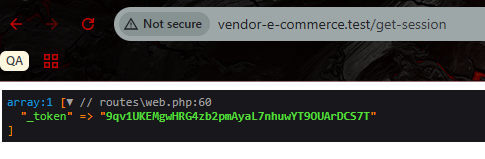 Not secure vendor-e-commerce.test/get-session
QA
array:1 [▼ // routes\web.php:60
"_token" => "9qv1UKEMgwHRG4zb2pmAyaL7nhuwYT9OUArDCS7T"
]